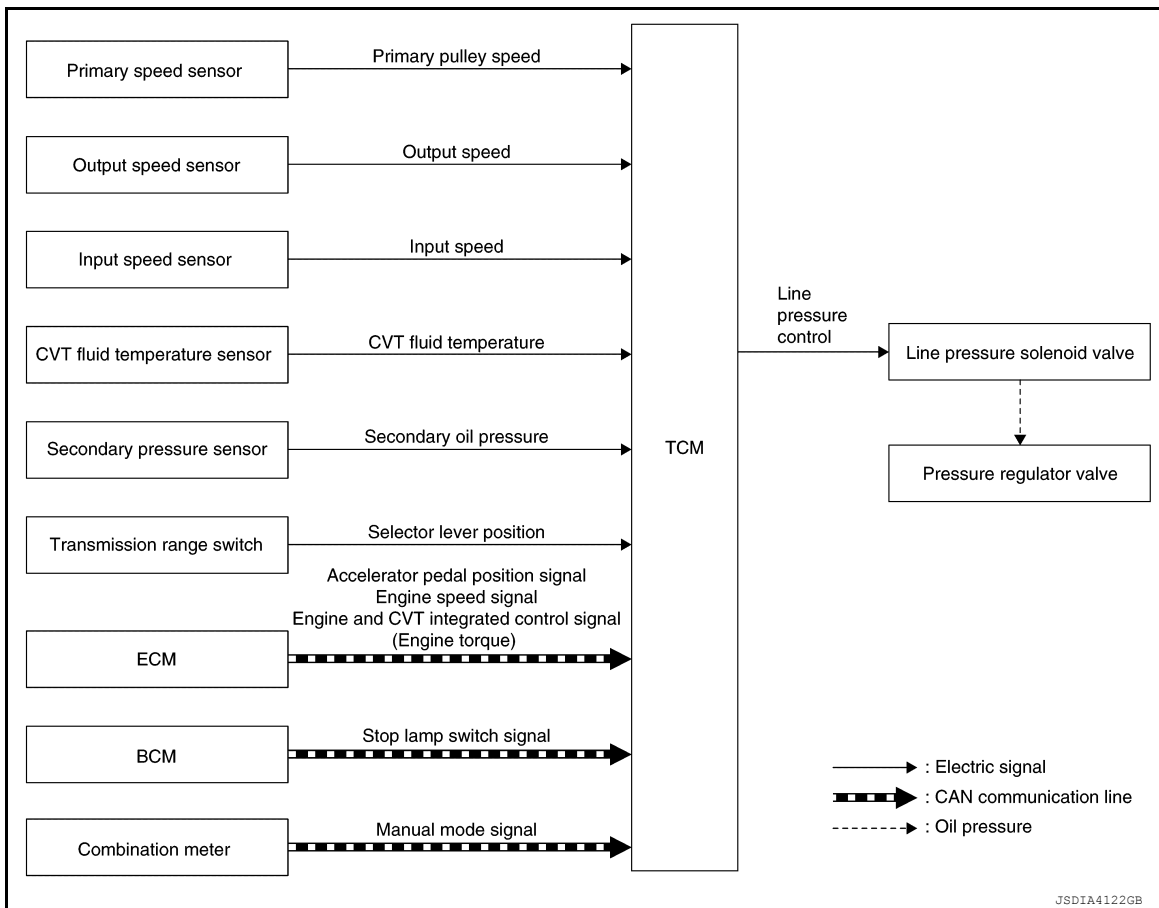 Primary speed sensor
Primary pulley speed
Output speed sensor
Output speed
Input speed sensor
Input speed
CVT fluid temperature sensor
CVT fluid temperature
Secondary pressure sensor
Secondary oil pressure
Transmission range switch
Selector lever position
Accelerator pedal position signal
Engine speed signal
Engine and CVT integrated control signal
(Engine torque)
ECM
BCM
Stop lamp switch signal
Combination meter
Manual mode signal
TCM
Line
pressure
control
Line pressure solenoid valve
Pressure regulator valve
: Electric signal
: CAN communication line
: Oil pressure
JSDIA4122GB